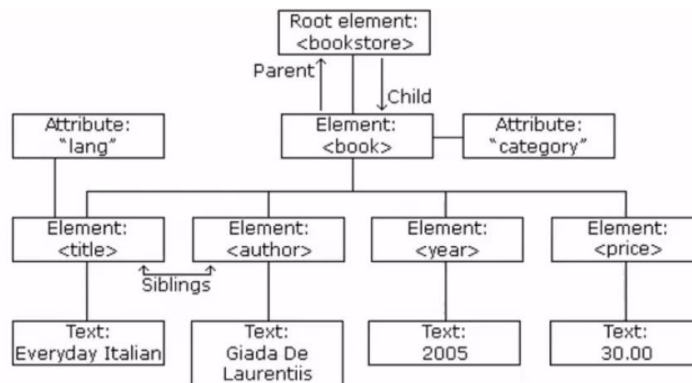 Root element:
<bookstore>
Parent
Child
Attribute:
"lang"
Element:
<book>
Attribute:
"category"
Element:
<title>
Element:
<author>
Element:
<year>
Element:
<price>
Siblings
Text:
Everyday Italian
Text:
Giada De
Laurentiis
Text:
2005
Text:
30.00